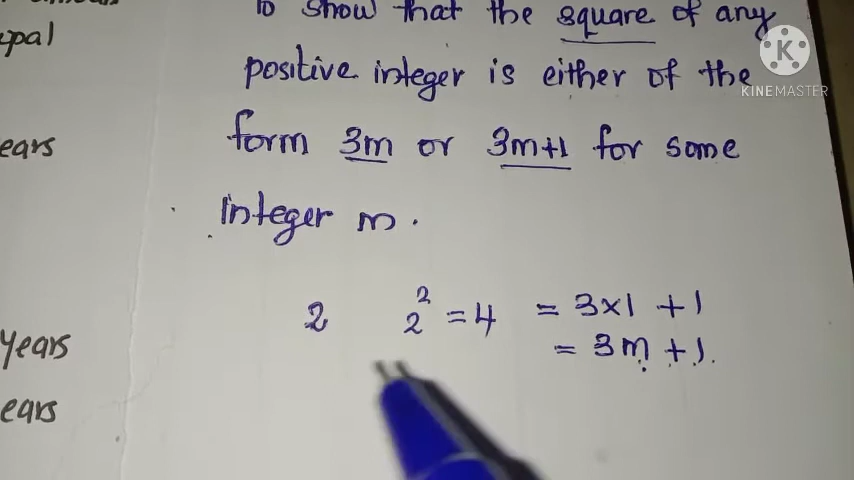 to show that the square of any
positive integer is either of the
form 3m or 3m+1 for some
integer m.
2 2² = 4 = 3×1 + 1
= 3m + 1.
pal
ears
years
ears
K
KINEMASTER